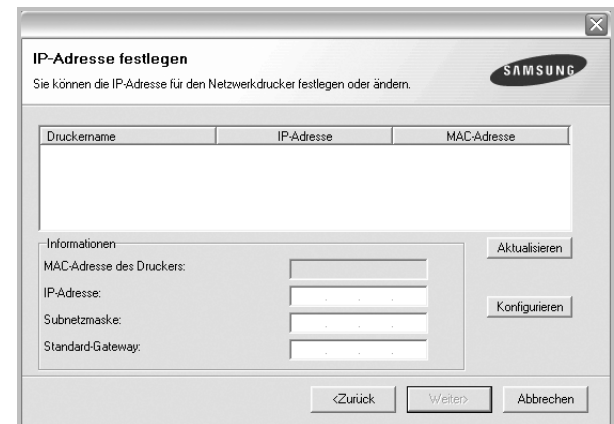 IP-Adresse festlegen
Sie können die IP-Adresse für den Netzwerkdrucker festlegen oder ändern.
SAMSUNG
Druckername IP-Adresse MAC-Adresse
Informationen
MAC-Adresse des Druckers:
IP-Adresse:
Subnetzmaske:
Standard-Gateway:
Aktualisieren
Konfigurieren
<Zurück Weiter> Abbrechen